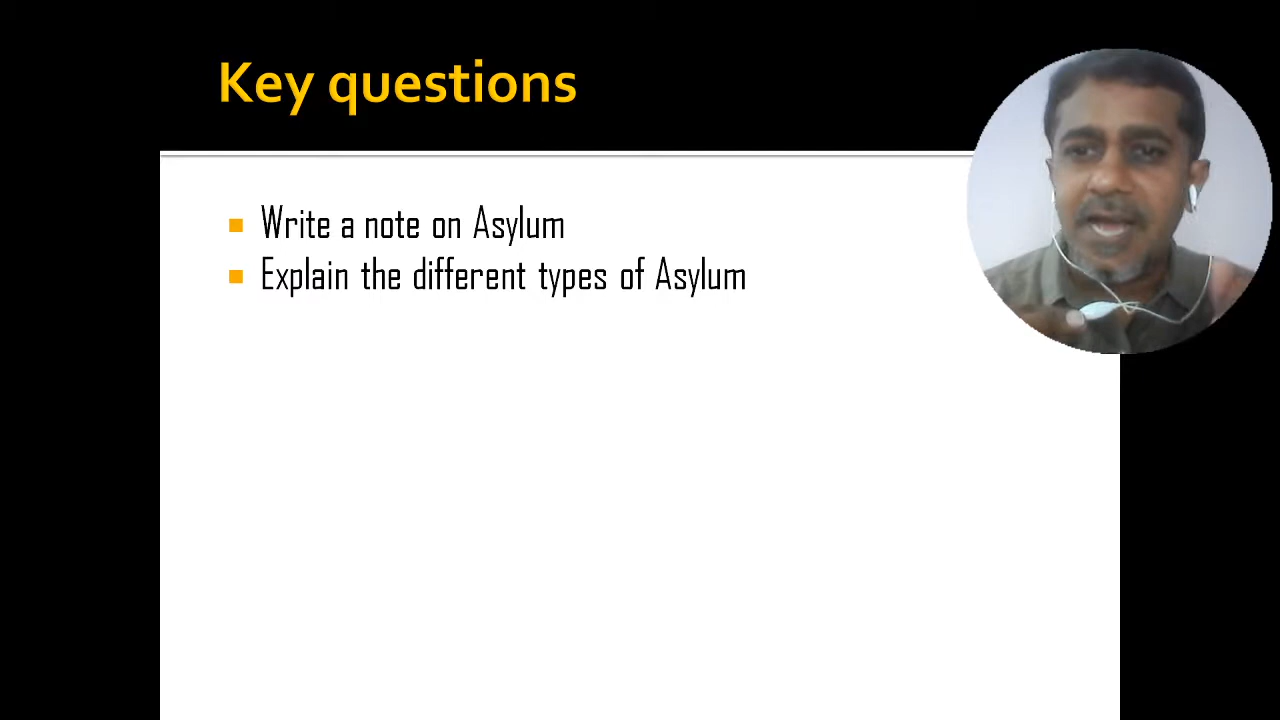 Key questions
Write a note on Asylum
Explain the different types of Asylum